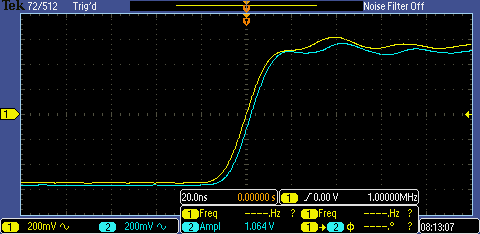 Tek 72/512 Trig'd Noise Filter Off
T
1
20.0ns 0.00000 s 1 0.00 V 1.00000MHz
1 Freq -----.Hz ? 1 Freq -----.Hz ?
2 Ampl 1.064 V 1→2 ϕ -----.° ?
1 200mV 2 200mV 08:13:07